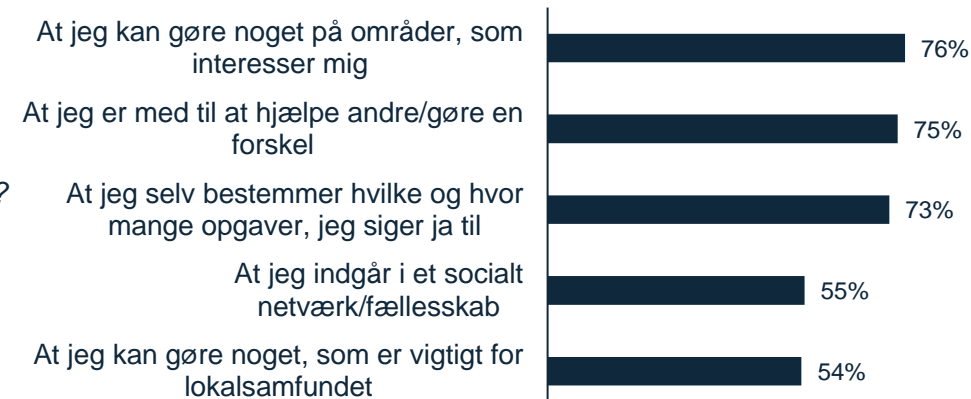 At jeg kan gøre noget på områder, som
interesser mig
76%
At jeg er med til at hjælpe andre/gøre en
forskel
75%
?
At jeg selv bestemmer hvilke og hvor
mange opgaver, jeg siger ja til
73%
At jeg indgår i et socialt
netværk/fællesskab
55%
At jeg kan gøre noget, som er vigtigt for
lokalsamfundet
54%